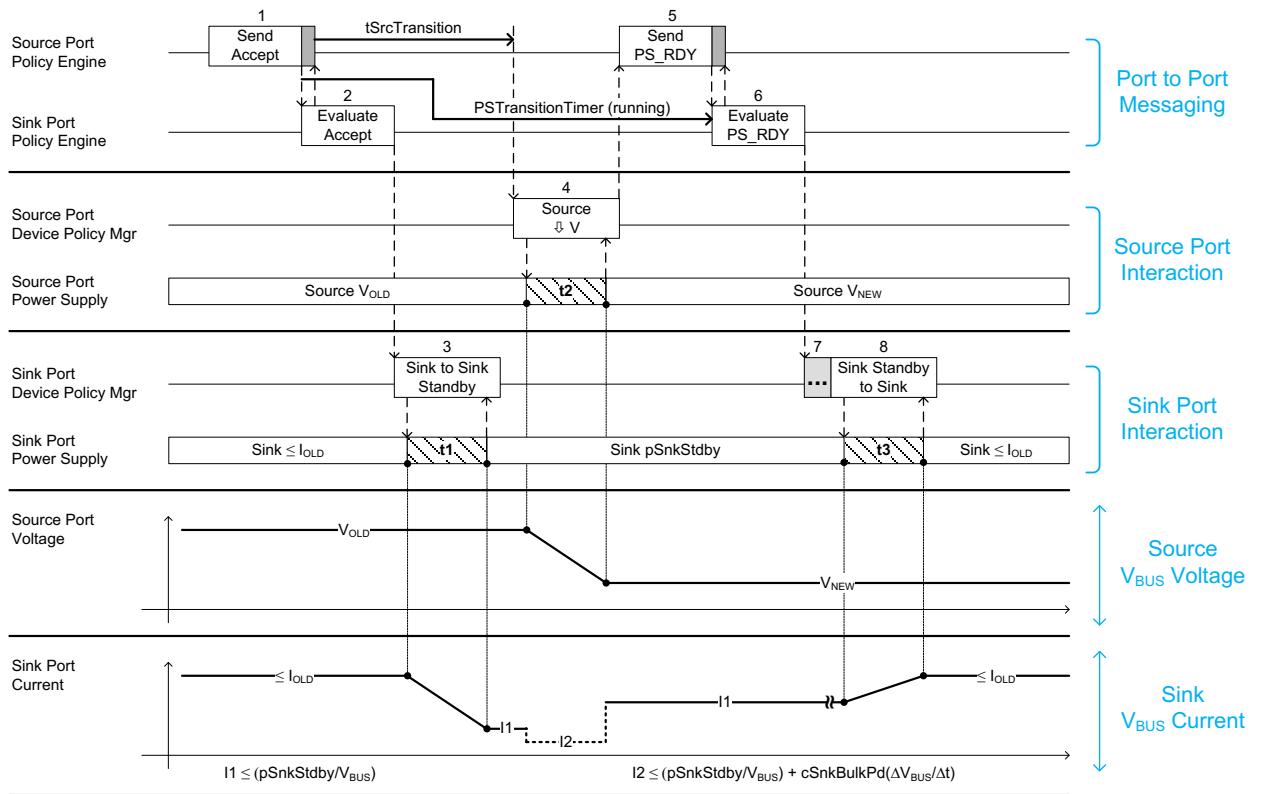 1
Send
Accept
tSrcTransition
5
Send
PS_RDY
Source Port
Policy Engine
2
Evaluate
Accept
PSTransitionTimer (running)
6
Evaluate
PS_RDY
Sink Port
Policy Engine
Port to Port
Messaging
4
Source
⇩ V
Source Port
Device Policy Mgr
Source Port
Power Supply
Source VOLD
t2
Source VNEW
Source Port
Interaction
3
Sink to Sink
Standby
7
...
8
Sink Standby
to Sink
Sink Port
Device Policy Mgr
Sink Port
Power Supply
Sink ≤ IOLD
t1
Sink pSnkStdby
t3
Sink ≤ IOLD
Sink Port
Interaction
Source Port
Voltage
VOLD
VNEW
Source
VBUS Voltage
Sink Port
Current
≤ IOLD
I1
I2
I1
≤ IOLD
Sink
VBUS Current
I1 ≤ (pSnkStdby/VBUS)
I2 ≤ (pSnkStdby/VBUS) + cSnkBulkPd(ΔVBUS/Δt)